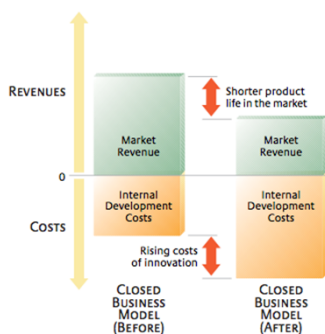 REVENUES
0
COSTS
Market
Revenue
Internal
Development
Costs
Shorter product
life in the market
Rising costs
of innovation
Market
Revenue
Internal
Development
Costs
CLOSED
BUSINESS
MODEL
(BEFORE)
CLOSED
BUSINESS
MODEL
(AFTER)